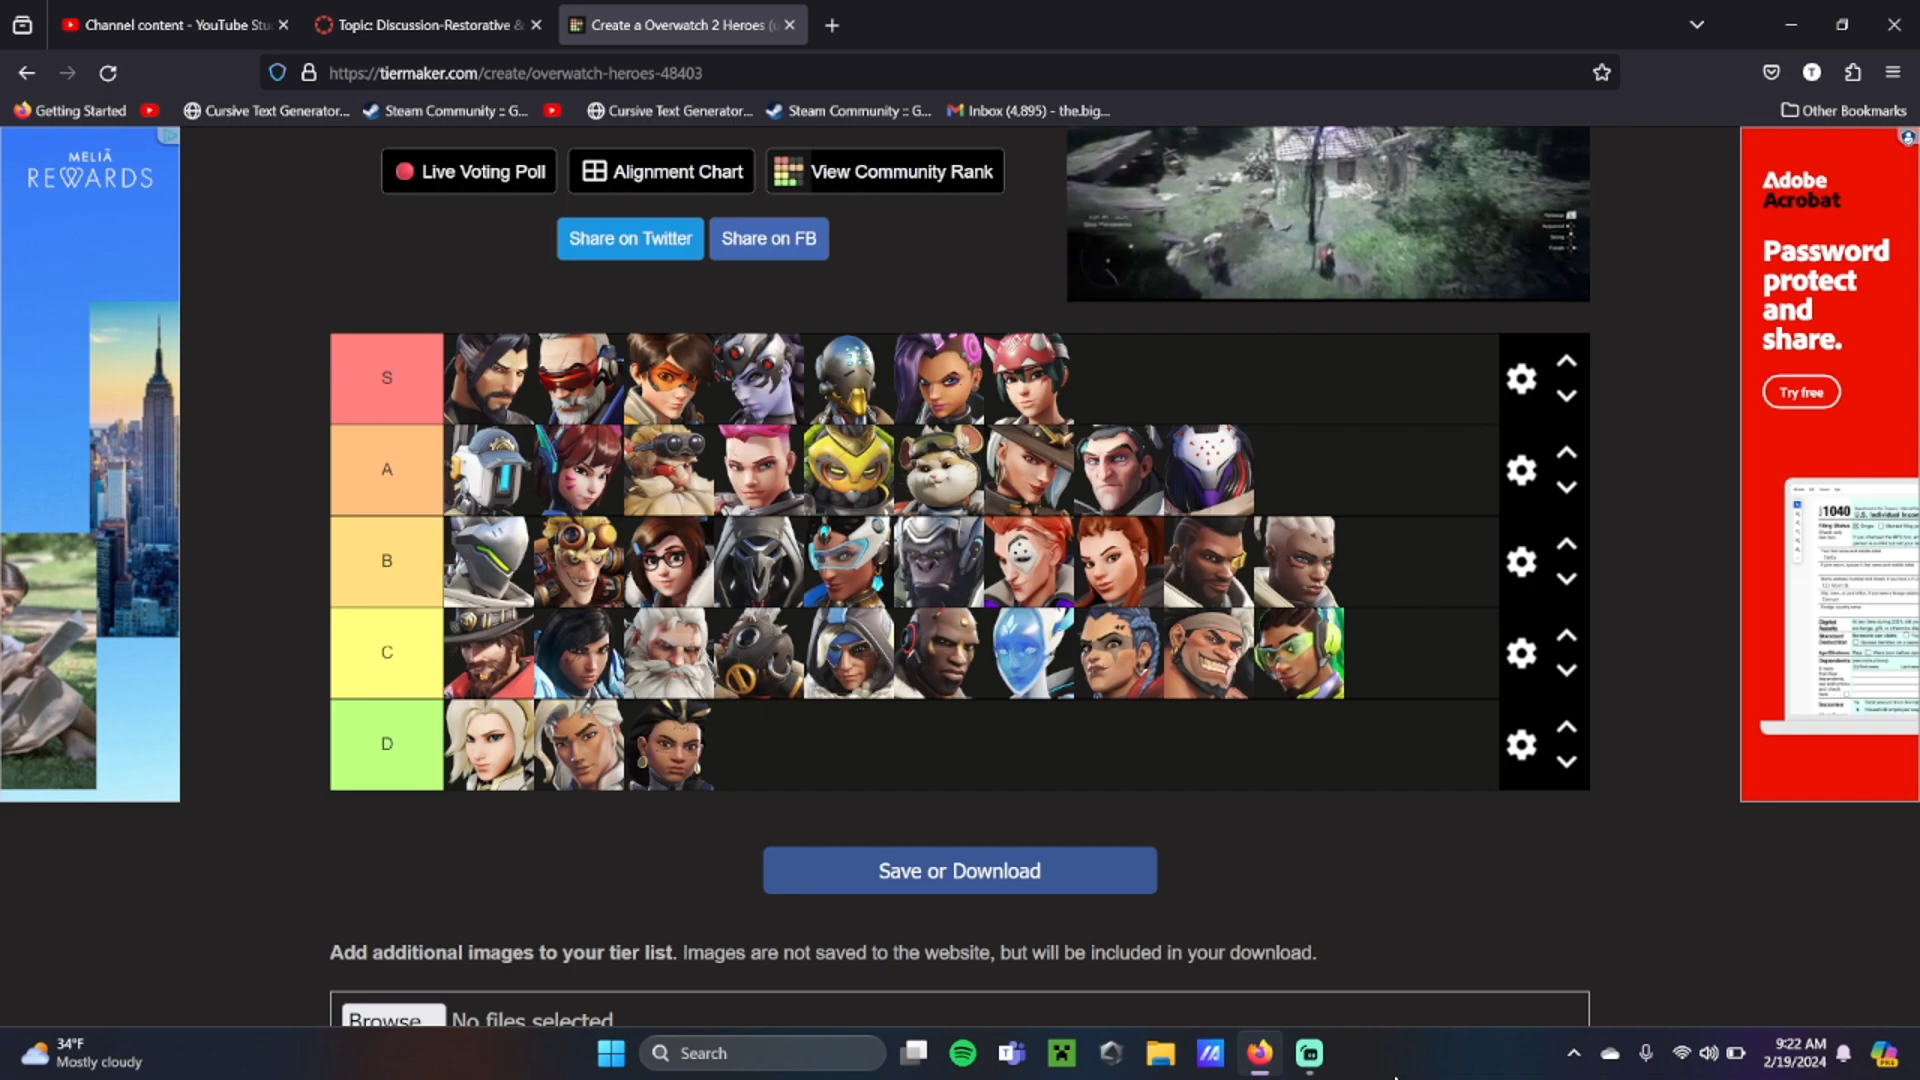 Channel content - YouTube Stu
Topic: Discussion-Restorative &
Create a Overwatch 2 Heroes (u
https://tiermaker.com/create/overwatch-heroes-48403
T
Getting Started
Cursive Text Generator...
Steam Community :: G...
Cursive Text Generator...
Steam Community :: G...
Inbox (4,895) - the.big...
Other Bookmarks
MELIÃ
REWARDS
Live Voting Poll
Alignment Chart
View Community Rank
Share on Twitter
Share on FB
Adobe
Acrobat
Password
protect
and
share.
Try free
1040
S
A
B
C
D
Save or Download
Add additional images to your tier list. Images are not saved to the website, but will be included in your download.
Browse... No files selected
34°F
Mostly cloudy
Search
9:22 AM
2/19/2024